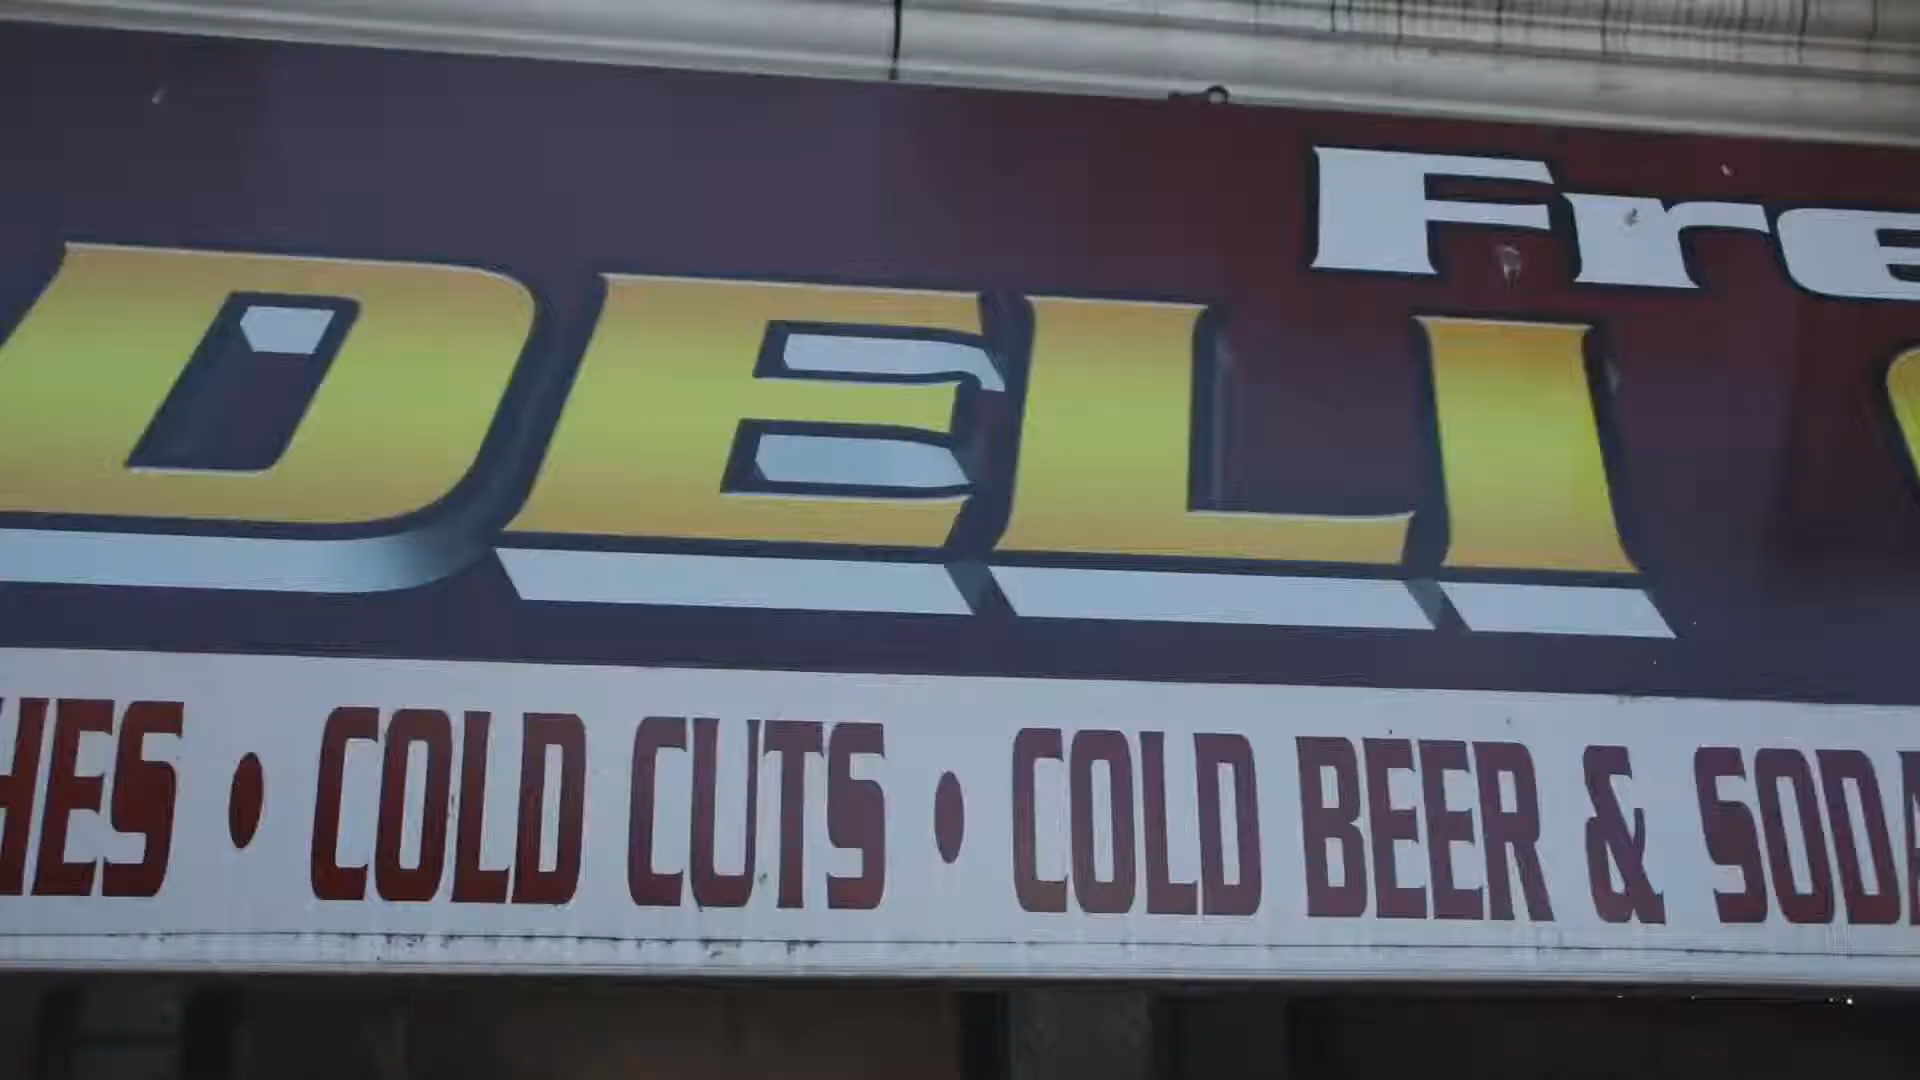 Fre
DELI
HES • COLD CUTS • COLD BEER & SODA